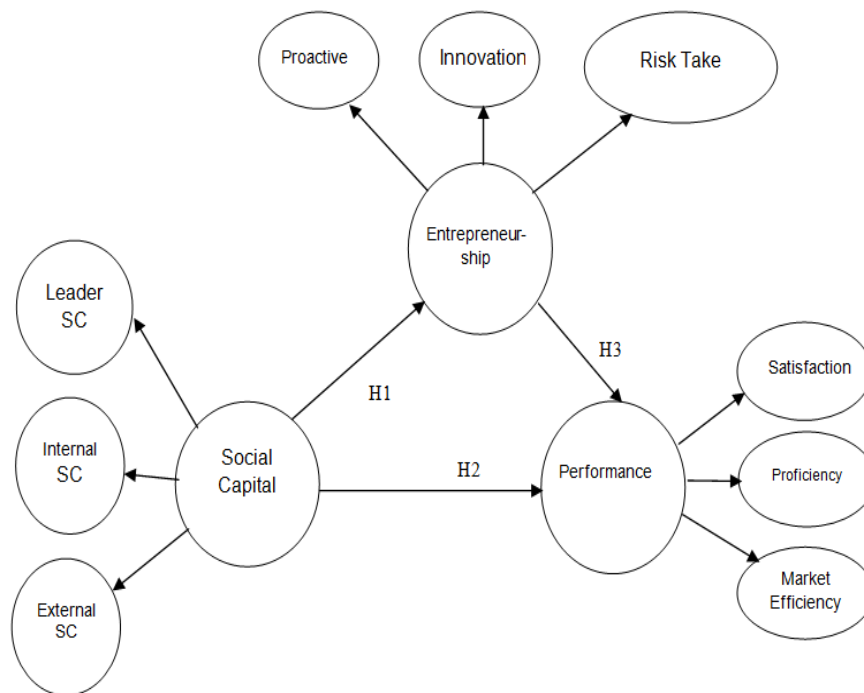 Proactive
Innovation
Risk Take
Entrepreneur-
ship
Leader
SC
H1
H3
Satisfaction
Internal
SC
Social
Capital
H2
Performance
Proficiency
External
SC
Market
Efficiency